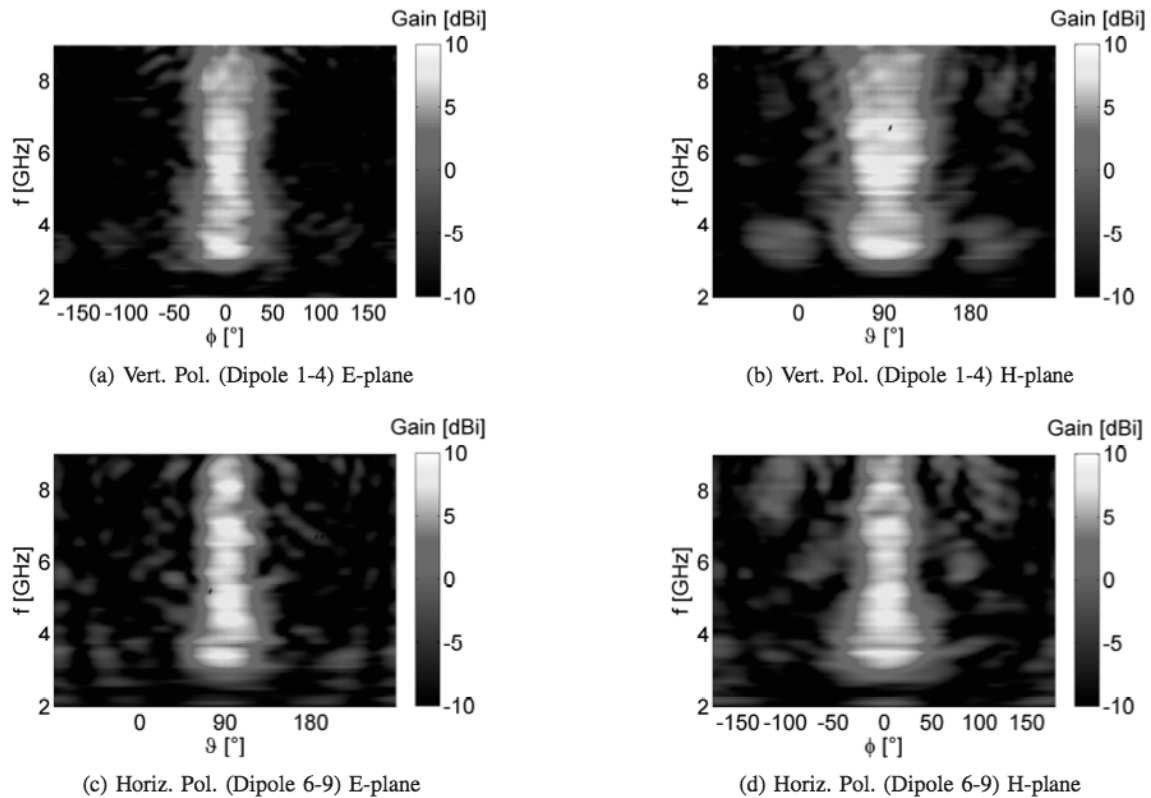 Gain [dBi]
10
5
0
-5
-10
8
6
4
2
f [GHz]
-150 -100 -50 0 50 100 150
ϕ [°]
(a) Vert. Pol. (Dipole 1-4) E-plane
Gain [dBi]
10
5
0
-5
-10
8
6
4
2
f [GHz]
0 90 180
ϑ [°]
(b) Vert. Pol. (Dipole 1-4) H-plane
Gain [dBi]
10
5
0
-5
-10
8
6
4
2
f [GHz]
0 90 180
ϑ [°]
(c) Horiz. Pol. (Dipole 6-9) E-plane
Gain [dBi]
10
5
0
-5
-10
8
6
4
2
f [GHz]
-150 -100 -50 0 50 100 150
ϕ [°]
(d) Horiz. Pol. (Dipole 6-9) H-plane